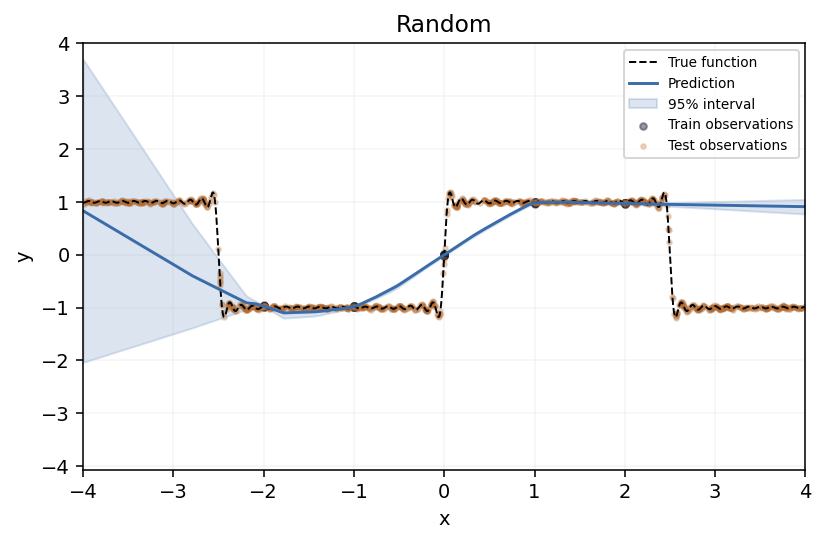 Random
4
3
2
1
0
−1
−2
−3
−4
y
−4
−3
−2
−1
0
1
2
3
4
x
True function
Prediction
95% interval
Train observations
Test observations